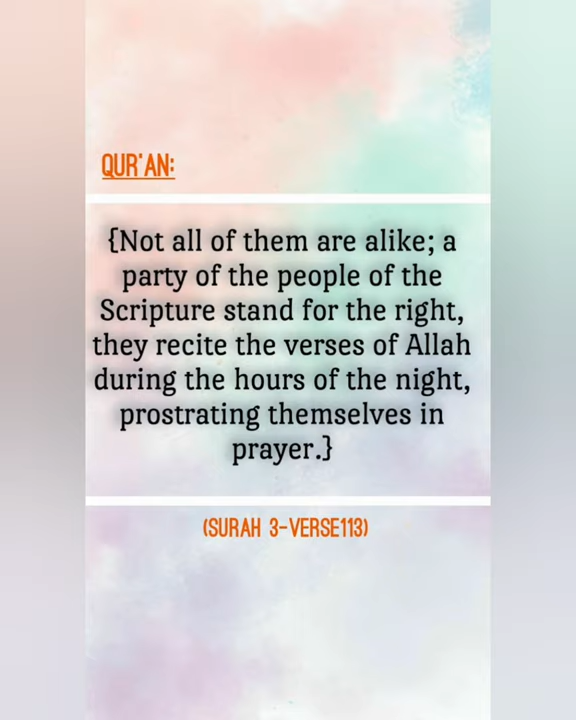 QUR'AN:
{Not all of them are alike; a
party of the people of the
Scripture stand for the right,
they recite the verses of Allah
during the hours of the night,
prostrating themselves in
prayer.}
(SURAH 3-VERSE113)